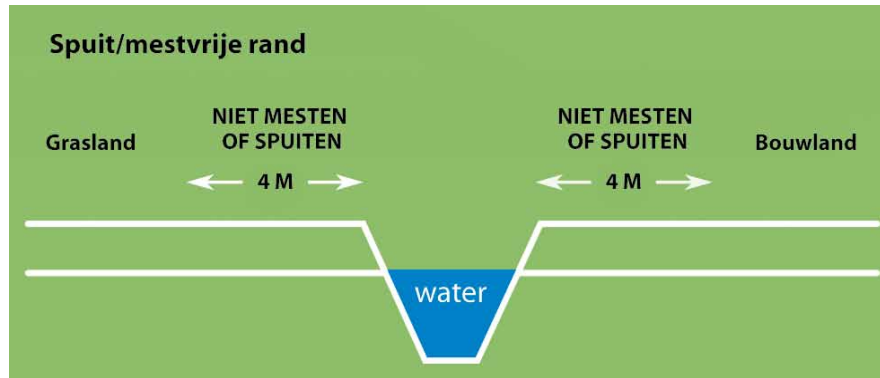 Spuit/mestvrije rand
NIET MESTEN
OF SPUITEN
NIET MESTEN
OF SPUITEN
Grasland
Bouwland
4 M
4 M
water